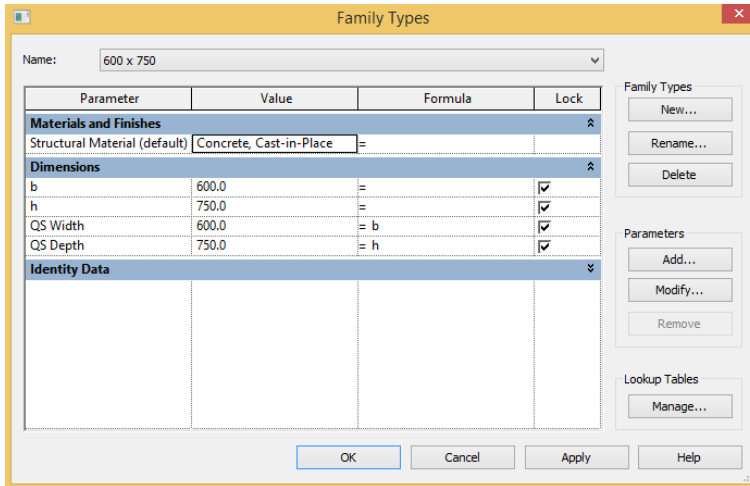 Family Types
Name: 600 x 750
Parameter Value Formula Lock
Materials and Finishes
Structural Material (default) Concrete, Cast-in-Place =
Dimensions
b 600.0 =
h 750.0 =
QS Width 600.0 = b
QS Depth 750.0 = h
Identity Data
Family Types
New...
Rename...
Delete
Parameters
Add...
Modify...
Remove
Lookup Tables
Manage...
OK Cancel Apply Help